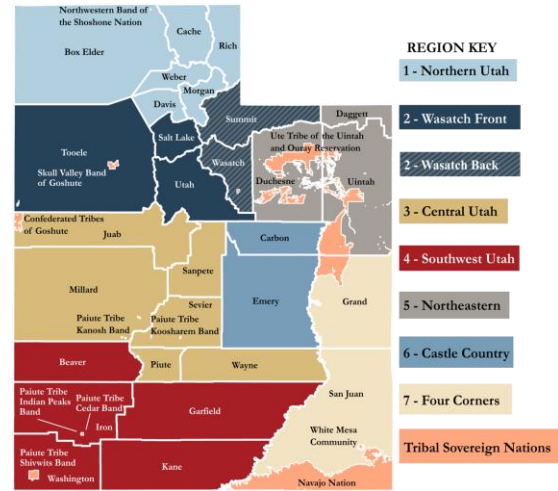 Northwestern Band of
the Shoshone Nation
Box Elder
Cache
Rich
Weber
Morgan
Davis
Summit
Daggett
Salt Lake
Tooele
Skull Valley Band
of Goshute
Utah
Wasatch
Ute Tribe of the Uintah
and Ouray Reservation
Duchesne
Uintah
Confederated Tribes
of Goshute
Juab
Carbon
Sanpete
Millard
Emery
Grand
Sevier
Paiute Tribe
Kanosh Band
Paiute Tribe
Koosharem Band
Beaver
Piute
Wayne
Paiute Tribe
Indian Peaks
Band
Paiute Tribe
Cedar Band
Iron
Garfield
San Juan
White Mesa
Community
Paiute Tribe
Shivwits Band
Washington
Kane
Navajo Nation
REGION KEY
1 - Northern Utah
2 - Wasatch Front
2 - Wasatch Back
3 - Central Utah
4 - Southwest Utah
5 - Northeastern
6 - Castle Country
7 - Four Corners
Tribal Sovereign Nations